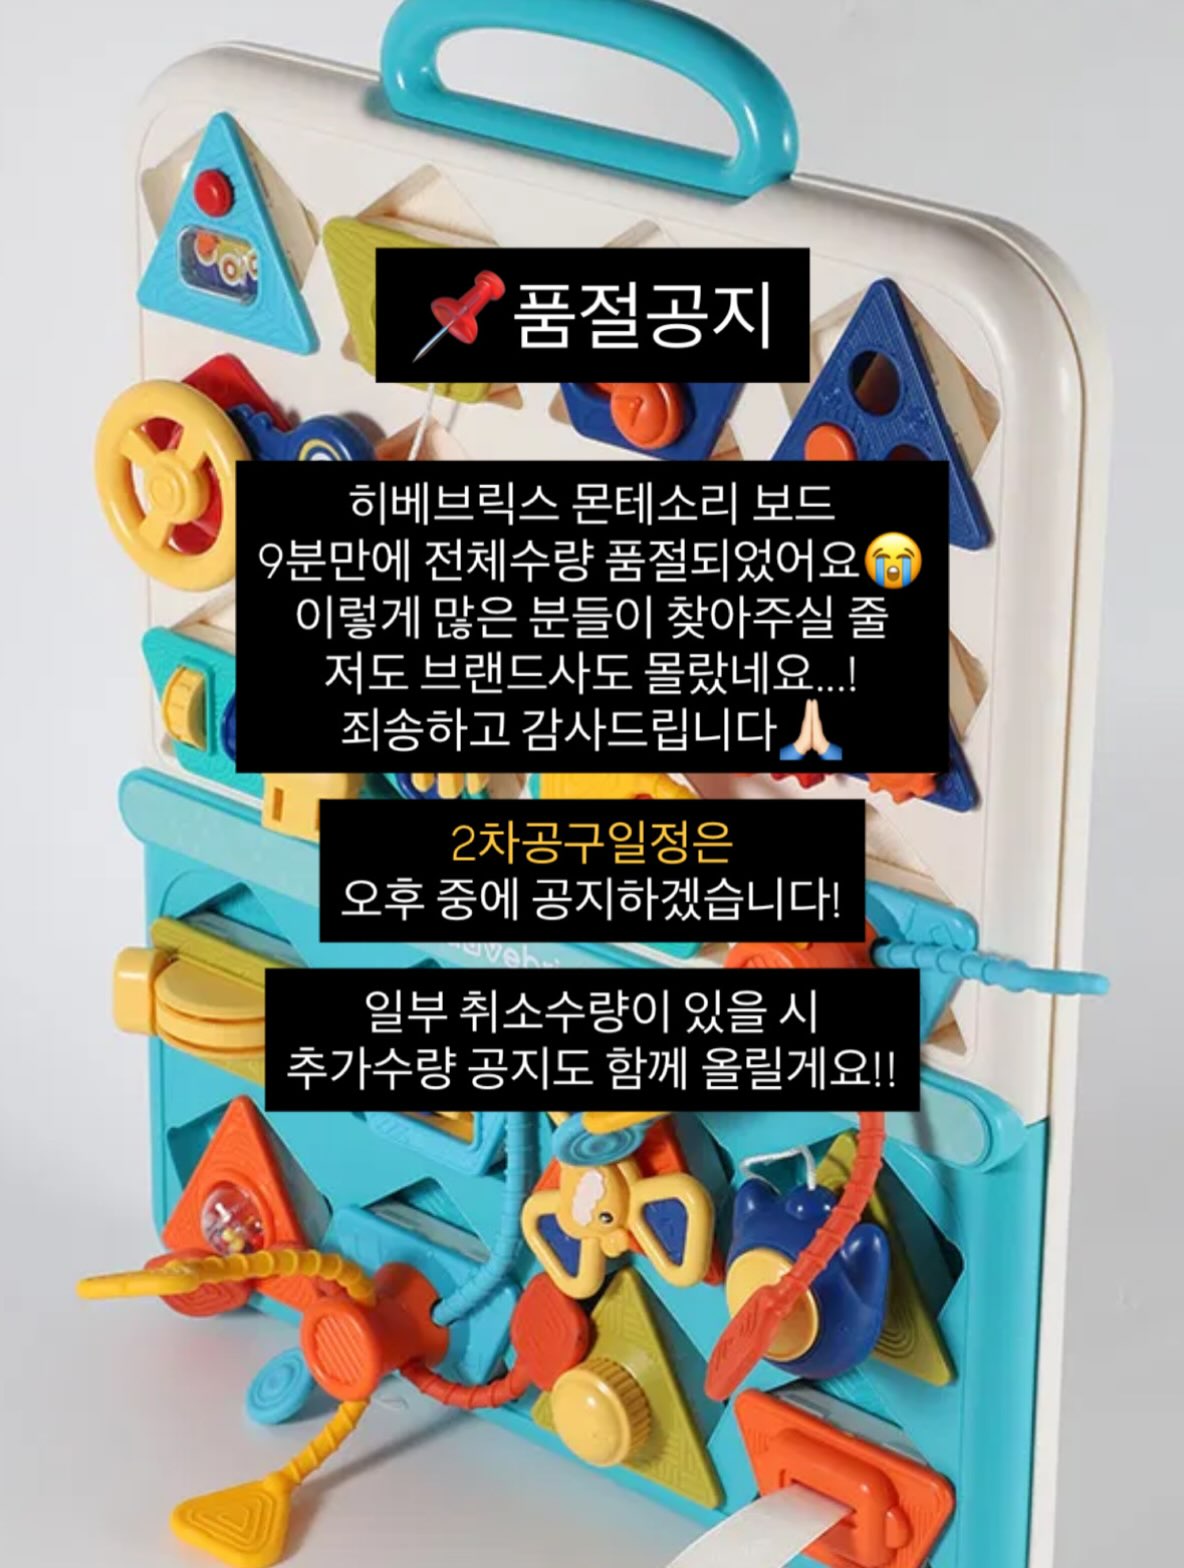 📌품절공지
히베브릭스 몬테소리 보드
9분만에 전체수량 품절되었어요😭
이렇게 많은 분들이 찾아주실 줄
저도 브랜드사도 몰랐네요...!
죄송하고 감사드립니다🙏🏻
2차공구일정은
오후 중에 공지하겠습니다!
일부 취소수량이 있을 시
추가수량 공지도 함께 올릴게요!!